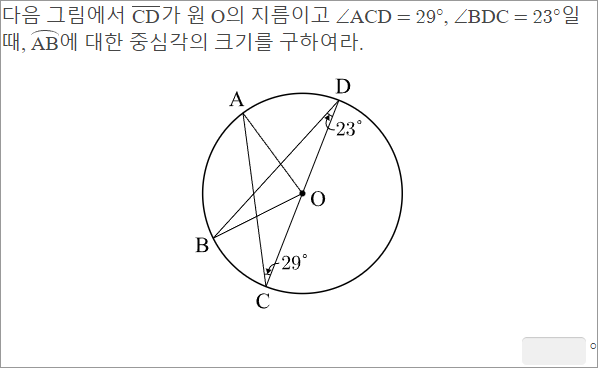 다음 그림에서 CD가 원 O의 지름이고 ∠ACD = 29°, ∠BDC = 23°일
때, AB에 대한 중심각의 크기를 구하여라.
D
A
23°
O
B
29°
C
°